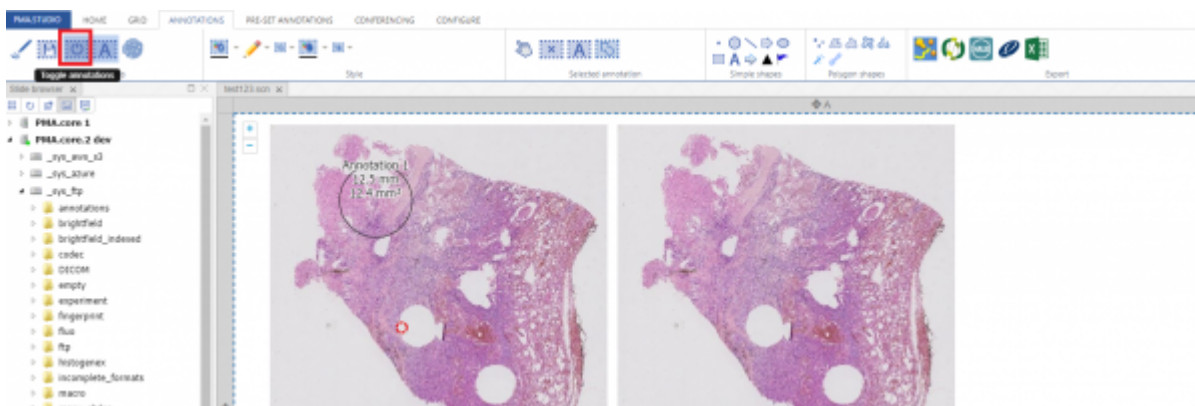 PMA.STUDIO HOME GRID ANNOTATIONS PRE-SET ANNOTATIONS CONFERENCING CONFIGURE
Toggle annotations
Style
Selected annotation
Simple shapes
Polygon shapes
Export
Slide browser
test123.scn
A
PMA.core 1
PMA.core.2 dev
_sys_aws_s3
_sys_azure
_sys_ftp
annotations
brightfield
brightfield_indexed
codec
DICOM
empty
experiment
fingerprint
fluo
ftp
histogenex
incomplete_formats
macro
Annotation 1
12.5 mm
12.4 mm²